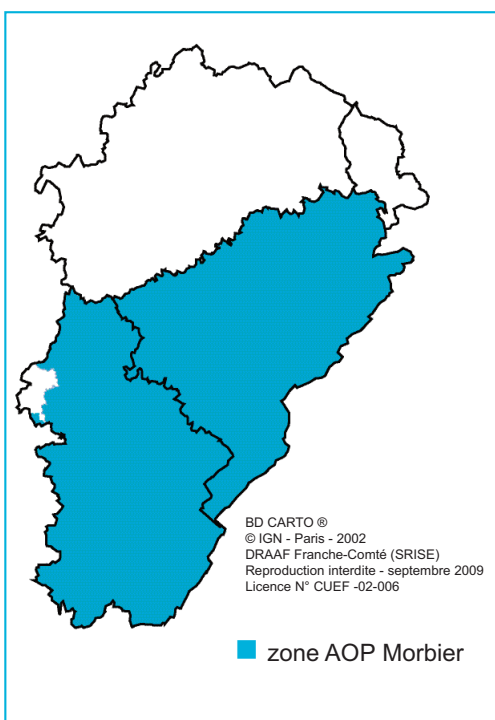 BD CARTO ®
© IGN - Paris - 2002
DRAAF Franche-Comté (SRISE)
Reproduction interdite - septembre 2009
Licence N° CUEF -02-006
zone AOP Morbier